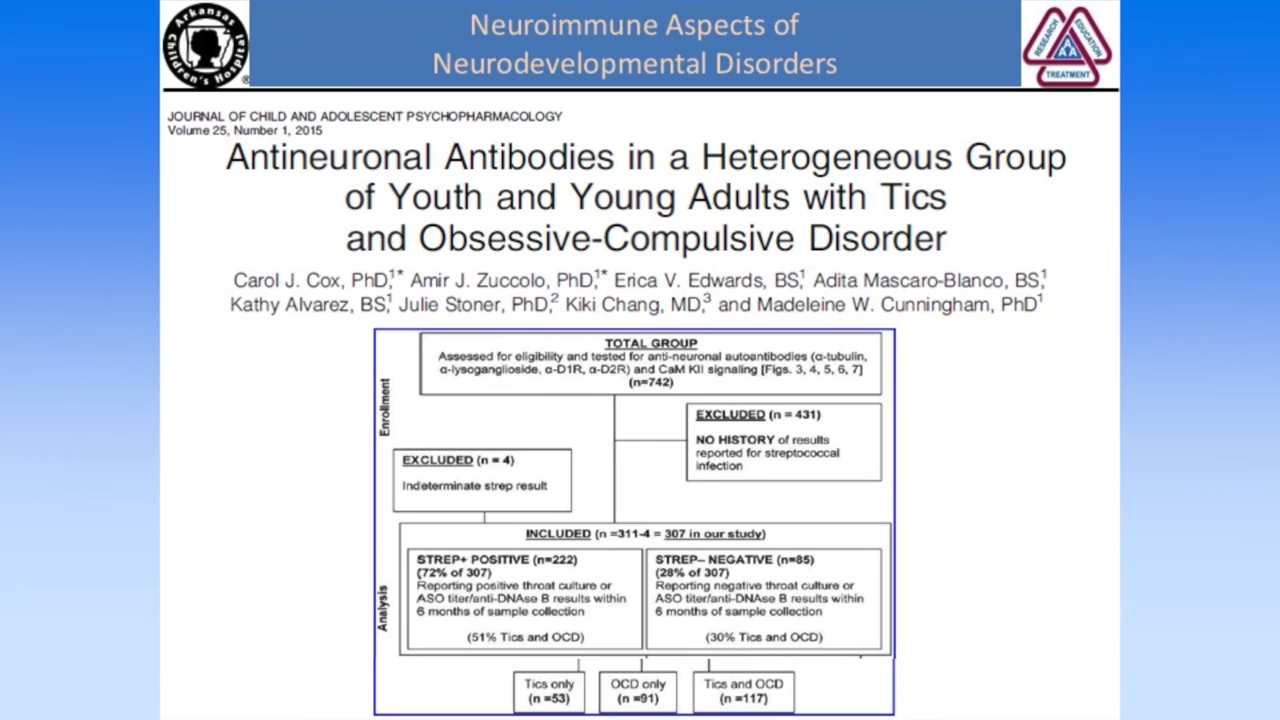 Arkansas
Children's Hospital
®
Neuroimmune Aspects of
Neurodevelopmental Disorders
RESEARCH
EDUCATION
TREATMENT
JOURNAL OF CHILD AND ADOLESCENT PSYCHOPHARMACOLOGY
Volume 25, Number 1, 2015
Antineuronal Antibodies in a Heterogeneous Group
of Youth and Young Adults with Tics
and Obsessive-Compulsive Disorder
Carol J. Cox, PhD,1* Amir J. Zuccolo, PhD,1* Erica V. Edwards, BS,1 Adita Mascaro-Blanco, BS,1
Kathy Alvarez, BS,1 Julie Stoner, PhD,2 Kiki Chang, MD,3 and Madeleine W. Cunningham, PhD1
Enrollment
TOTAL GROUP
Assessed for eligibility and tested for anti-neuronal autoantibodies (α-tubulin,
α-lysoganglioside, α-D1R, α-D2R) and CaM KII signaling [Figs. 3, 4, 5, 6, 7]
(n=742)
EXCLUDED (n = 431)
NO HISTORY of results
reported for streptococcal
infection
EXCLUDED (n = 4)
Indeterminate strep result
Analysis
INCLUDED (n =311-4 = 307 in our study)
STREP+ POSITIVE (n=222)
(72% of 307)
Reporting positive throat culture or
ASO titer/anti-DNAse B results within
6 months of sample collection
(51% Tics and OCD)
STREP– NEGATIVE (n=85)
(28% of 307)
Reporting negative throat culture or
ASO titer/anti-DNAse B results within
6 months of sample collection
(30% Tics and OCD)
Tics only
(n =53)
OCD only
(n =91)
Tics and OCD
(n =117)